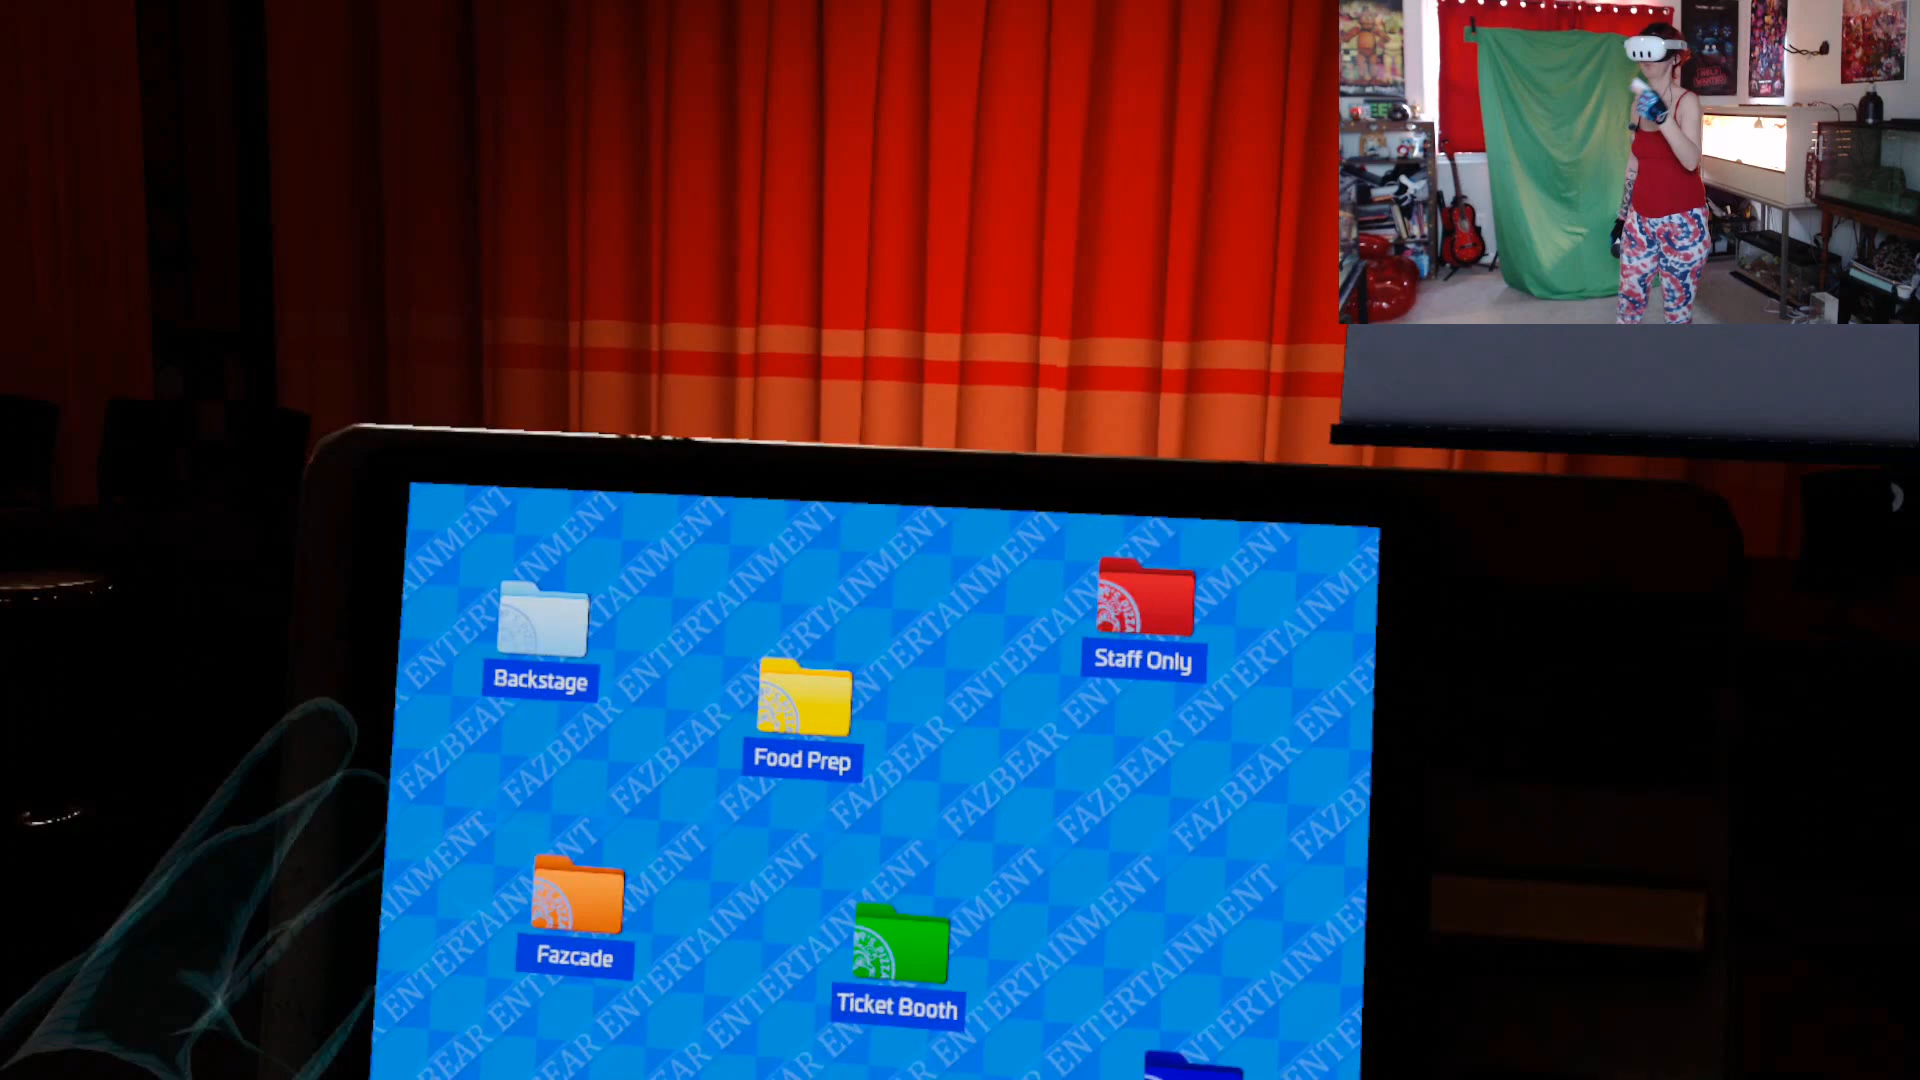 Backstage
Staff Only
Food Prep
Fazcade
Ticket Booth
FAZBEAR ENTERTAINMENT